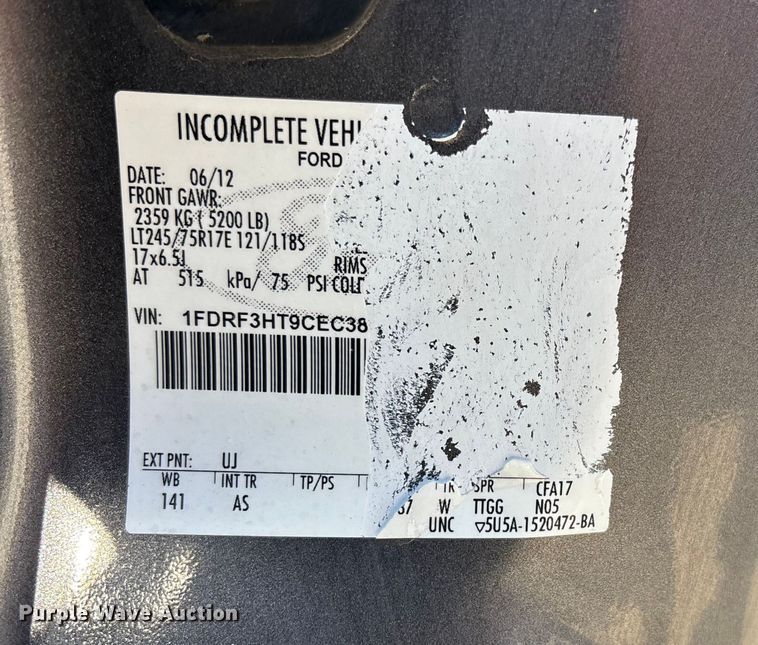 INCOMPLETE
FORD
DATE: 06/12
FRONT GAWR:
2359 KG ( 5200 LB)
LT245/75R17E 121/118S
17x6.5J RIMS
AT 515 kPa/ 75 PSI COLD
VIN: 1FDRF3HT9CEC38
EXT PNT: UJ
WB INT TR TP/PS SPR CFA17
141 AS W TTGG N05
UNC ▽5U5A-1520472-BA
Purple Wave Auction